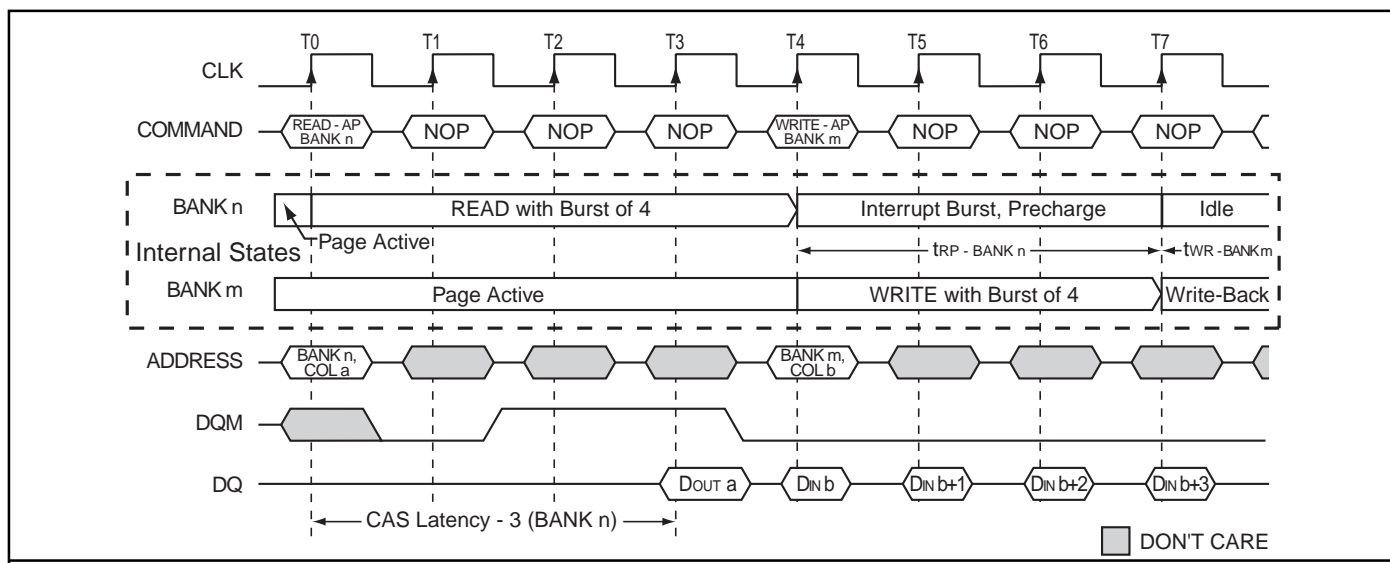 T0 T1 T2 T3 T4 T5 T6 T7
CLK
COMMAND READ - AP NOP NOP NOP WRITE - AP NOP NOP NOP
BANK n BANK m
BANK n READ with Burst of 4 Interrupt Burst, Precharge Idle
Page Active tRP - BANK n tWR - BANK m
Internal States
BANK m Page Active WRITE with Burst of 4 Write-Back
ADDRESS BANK n, BANK m,
COL a COL b
DQM
DQ DOUT a DIN b DIN b+1 DIN b+2 DIN b+3
CAS Latency - 3 (BANK n)
DON'T CARE